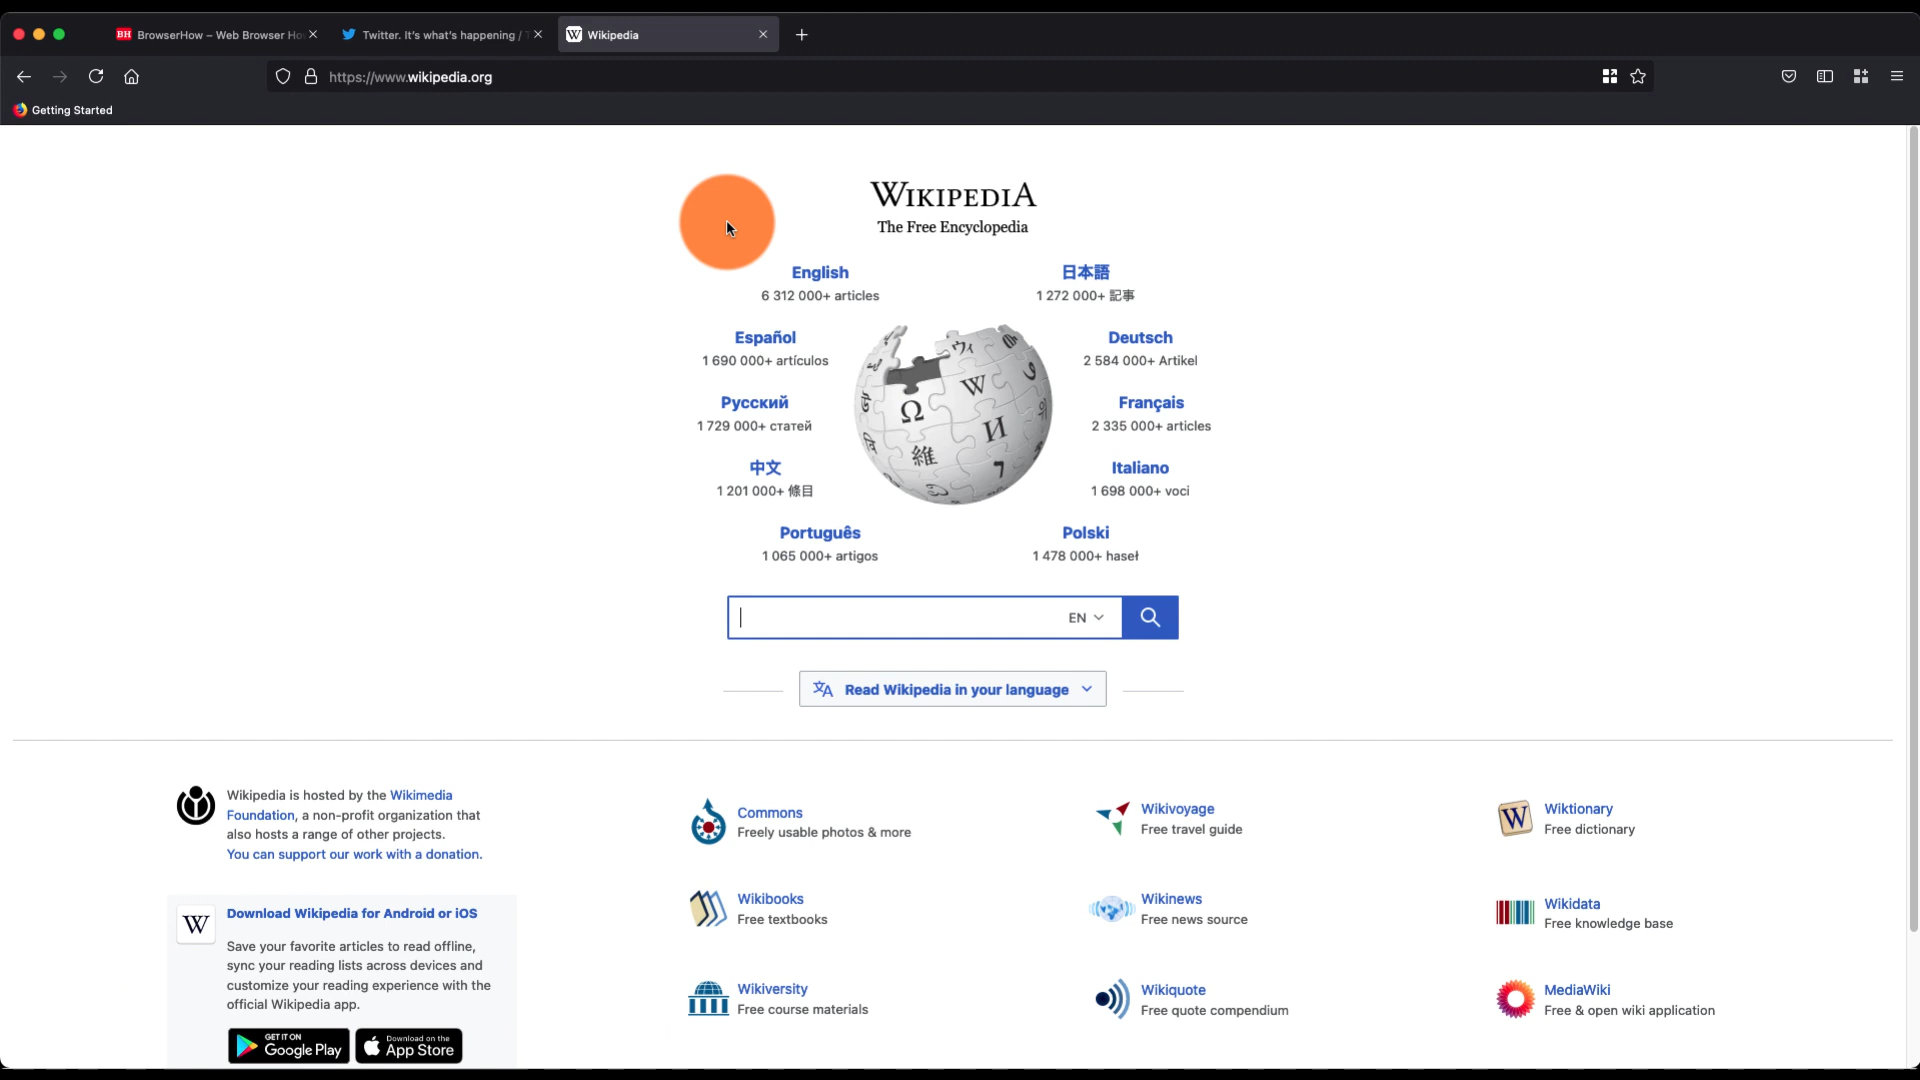 BH BrowserHow – Web Browser Ho
Twitter. It's what's happening / T
W Wikipedia
https://www.wikipedia.org
Getting Started
WIKIPEDIA
The Free Encyclopedia
English
6 312 000+ articles
日本語
1 272 000+ 記事
Español
1 690 000+ artículos
Deutsch
2 584 000+ Artikel
Русский
1 729 000+ статей
Français
2 335 000+ articles
中文
1 201 000+ 條目
Italiano
1 698 000+ voci
Português
1 065 000+ artigos
Polski
1 478 000+ haseł
Ω W И 維 ウィ
EN
Read Wikipedia in your language
Wikipedia is hosted by the Wikimedia
Foundation, a non-profit organization that
also hosts a range of other projects.
You can support our work with a donation.
W
Download Wikipedia for Android or iOS
Save your favorite articles to read offline,
sync your reading lists across devices and
customize your reading experience with the
official Wikipedia app.
GET IT ON
Google Play
Download on the
App Store
Commons
Freely usable photos & more
Wikivoyage
Free travel guide
W
Wiktionary
Free dictionary
Wikibooks
Free textbooks
Wikinews
Free news source
Wikidata
Free knowledge base
Wikiversity
Free course materials
Wikiquote
Free quote compendium
MediaWiki
Free & open wiki application